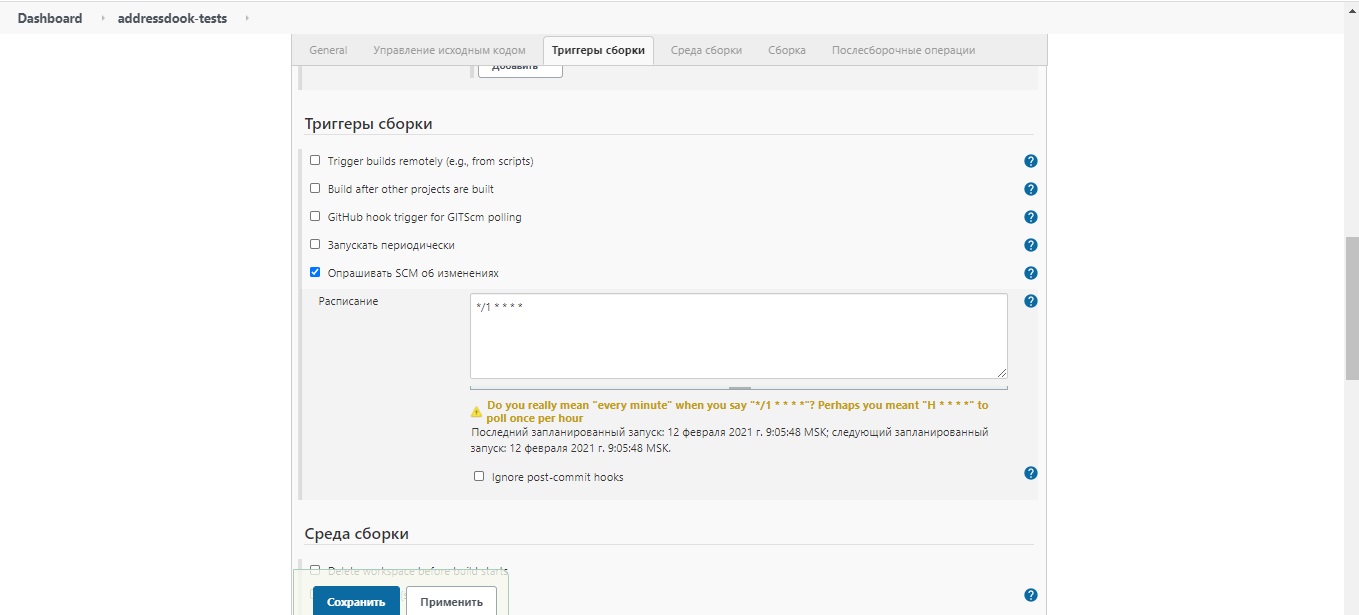 Dashboard addressdook-tests
General Управление исходным кодом Триггеры сборки Среда сборки Сборка Послесборочные операции
Добавить
Триггеры сборки
Trigger builds remotely (e.g., from scripts)
Build after other projects are built
GitHub hook trigger for GITScm polling
Запускать периодически
Опрашивать SCM об изменениях
Расписание
*/1 * * * *
Do you really mean "every minute" when you say "*/1 * * * *"? Perhaps you meant "H * * * *" to
poll once per hour
Последний запланированный запуск: 12 февраля 2021 г. 9:05:48 MSK; следующий запланированный
запуск: 12 февраля 2021 г. 9:05:48 MSK.
Ignore post-commit hooks
Среда сборки
Delete workspace before build starts
Сохранить Применить